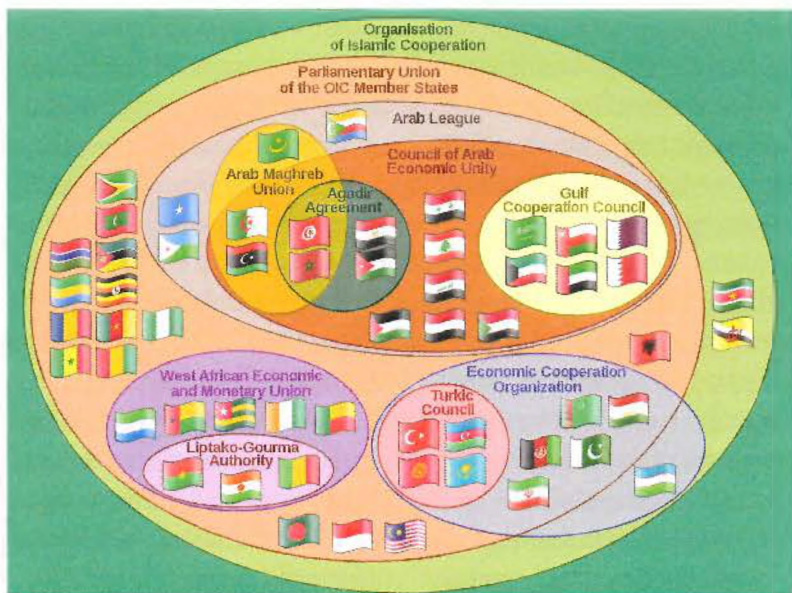 Organisation
of Islamic Cooperation
Parliamentary Union
of the OIC Member States
Arab League
Council of Arab
Economic Unity
Arab Maghreb
Union
Agadir
Agreement
Gulf
Cooperation Council
West African Economic
and Monetary Union
Economic Cooperation
Organization
Turkic
Council
Liptako-Gourma
Authority